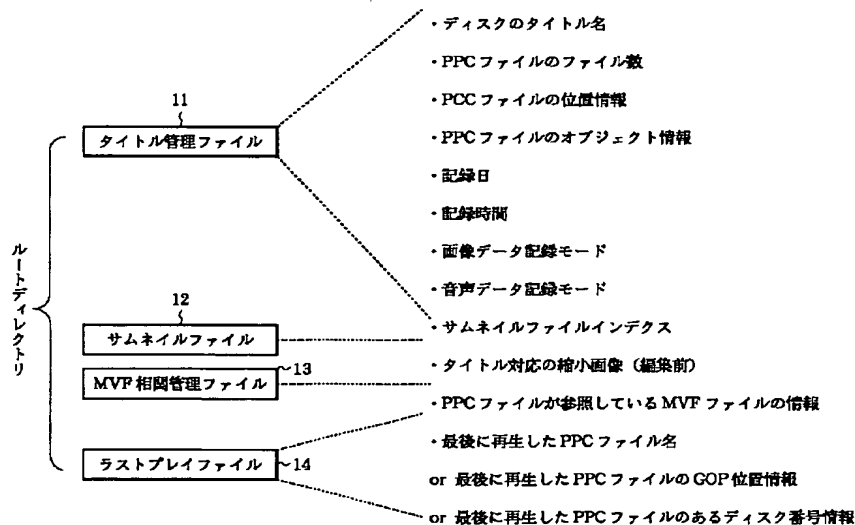 ・ディスクのタイトル名
・PPCファイルのファイル数
・PCCファイルの位置情報
・PPCファイルのオブジェクト情報
・記録日
・記録時間
・画像データ記録モード
・音声データ記録モード
・サムネイルファイルインデクス
・タイトル対応の縮小画像（編集前）
・PPCファイルが参照しているMVFファイルの情報
・最後に再生したPPCファイル名
or 最後に再生したPPCファイルのGOP位置情報
or 最後に再生したPPCファイルのあるディスク番号情報
ルートディレクトリ
11
タイトル管理ファイル
12
サムネイルファイル
13
MVF相関管理ファイル
ラストプレイファイル
14